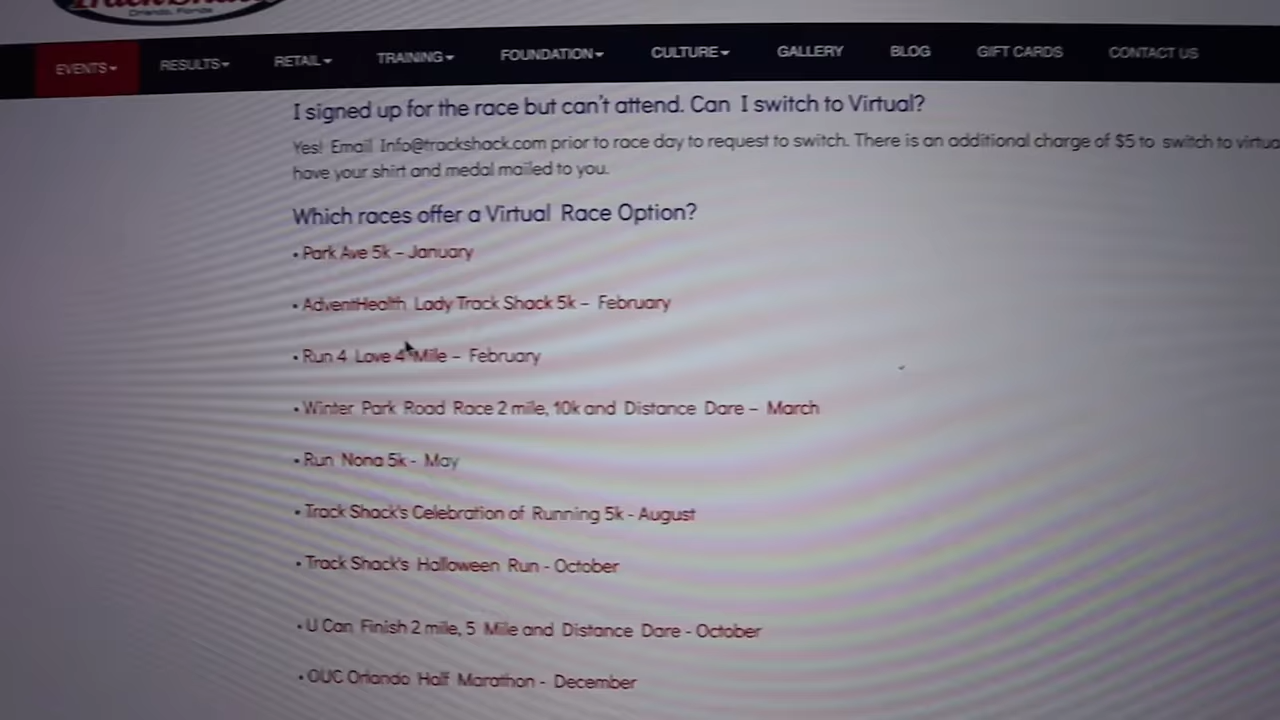 Orlando, Florida
EVENTS RESULTS RETAIL TRAINING FOUNDATION CULTURE GALLERY BLOG GIFT CARDS CONTACT US
I signed up for the race but can't attend. Can I switch to Virtual?
Yes! Email Info@trackshack.com prior to race day to request to switch. There is an additional charge of $5 to switch to
have your shirt and medal mailed to you.
Which races offer a Virtual Race Option?
• Park Ave 5k – January
• AdventHealth Lady Track Shack 5k – February
• Run 4 Love 4 Mile – February
• Winter Park Road Race 2 mile, 10k and Distance Dare – March
• Run Nona 5k - May
• Track Shack's Celebration of Running 5k - August
• Track Shack's Halloween Run - October
• U Can Finish 2 mile, 5 Mile and Distance Dare - October
• OUC Orlando Half Marathon - December